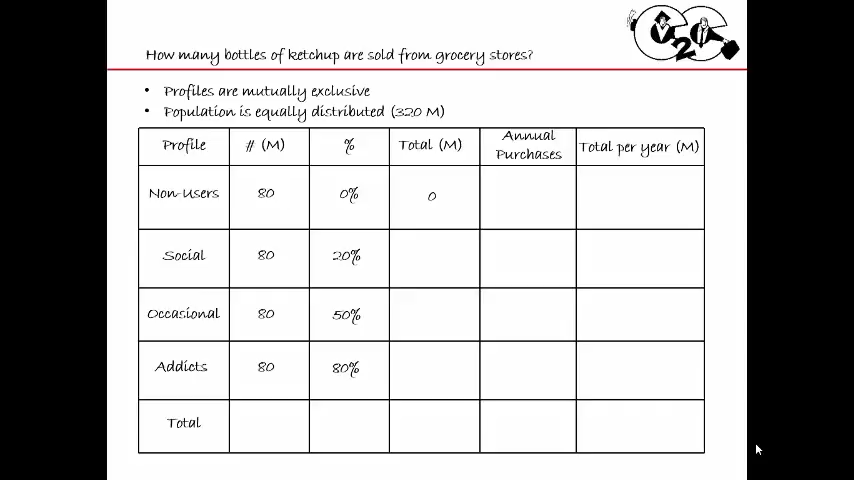 How many bottles of ketchup are sold from grocery stores?
C2C
• Profiles are mutually exclusive
• Population is equally distributed (320 M)
Profile # (M) % Total (M) Annual Purchases Total per year (M)
Non-Users 80 0% 0
Social 80 20%
Occasional 80 50%
Addicts 80 80%
Total